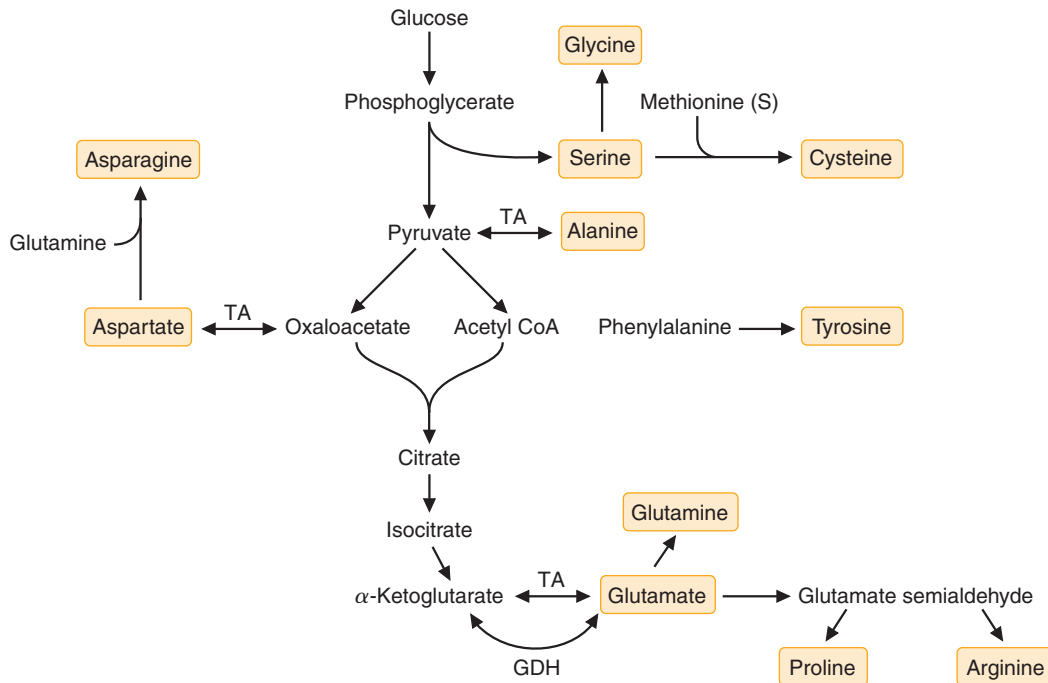 Glucose
Glycine
Phosphoglycerate
Methionine (S)
Asparagine
Serine
Cysteine
Glutamine
Pyruvate
TA
Alanine
Aspartate
TA
Oxaloacetate
Acetyl CoA
Phenylalanine
Tyrosine
Citrate
Isocitrate
Glutamine
α-Ketoglutarate
TA
Glutamate
Glutamate semialdehyde
GDH
Proline
Arginine